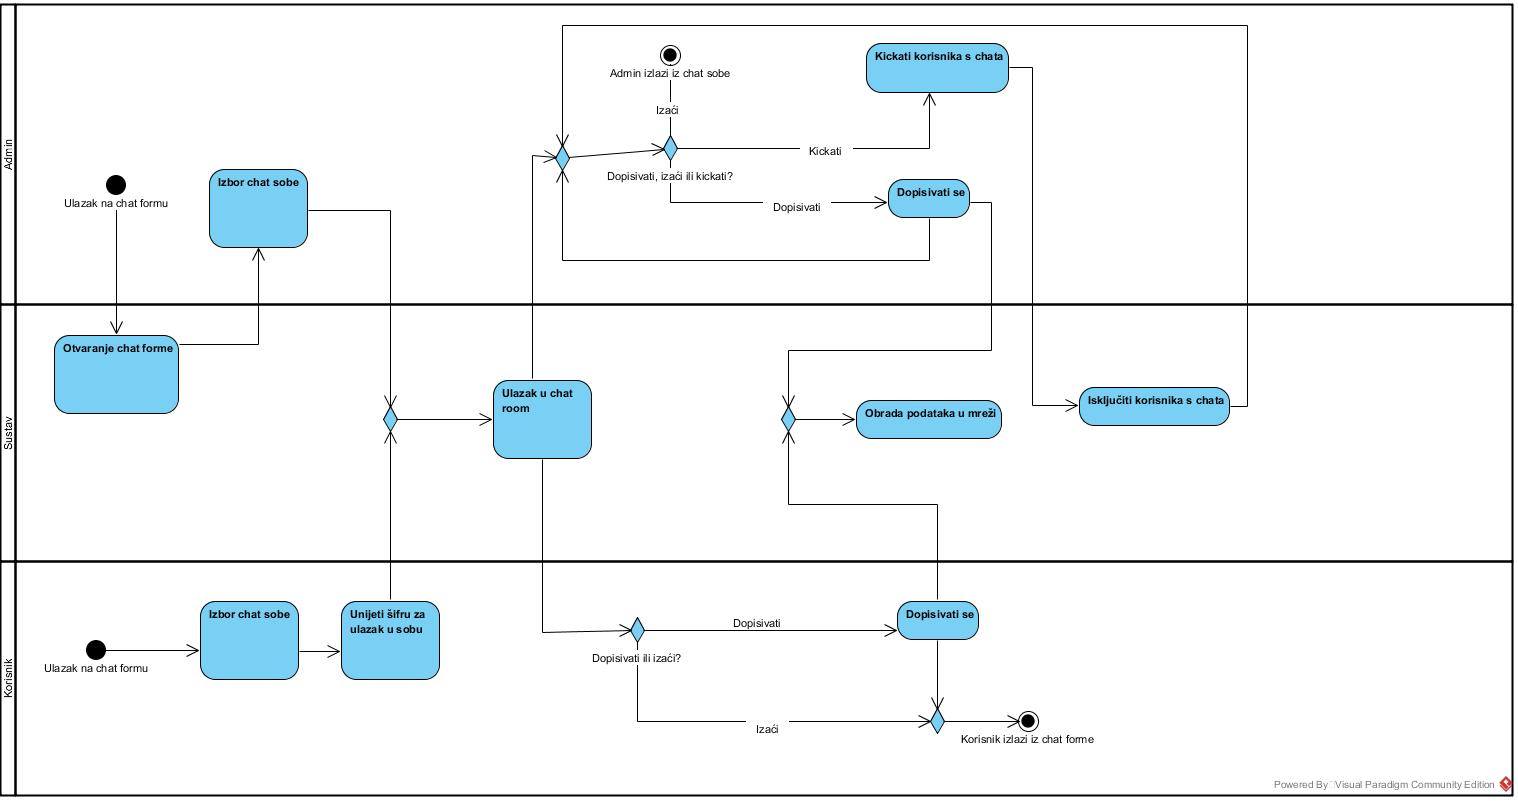 Admin
Admin izlazi iz chat sobe
Izaći
Kickati korisnika s chata
Kickati
Dopisivati, izaći ili kickati?
Dopisivati
Dopisivati se
Ulazak na chat formu
Izbor chat sobe
Sustav
Otvaranje chat forme
Ulazak u chat
room
Obrada podataka u mreži
Isključiti korisnika s chata
Korisnik
Ulazak na chat formu
Izbor chat sobe
Unijeti šifru za
ulazak u sobu
Dopisivati ili izaći?
Dopisivati
Dopisivati se
Izaći
Korisnik izlazi iz chat forme
Powered By Visual Paradigm Community Edition